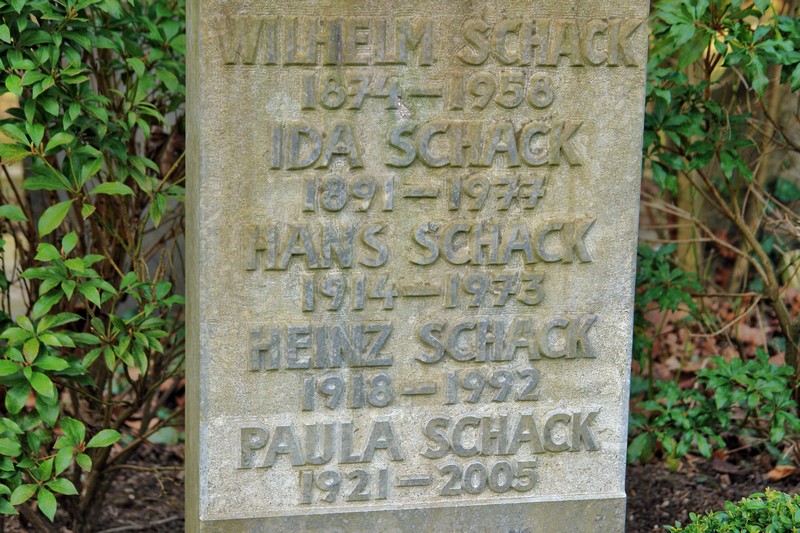 WILHELM SCHACK
1874–1958
IDA SCHACK
1891–1977
HANS SCHACK
1914–1973
HEINZ SCHACK
1918–1992
PAULA SCHACK
1921–2005